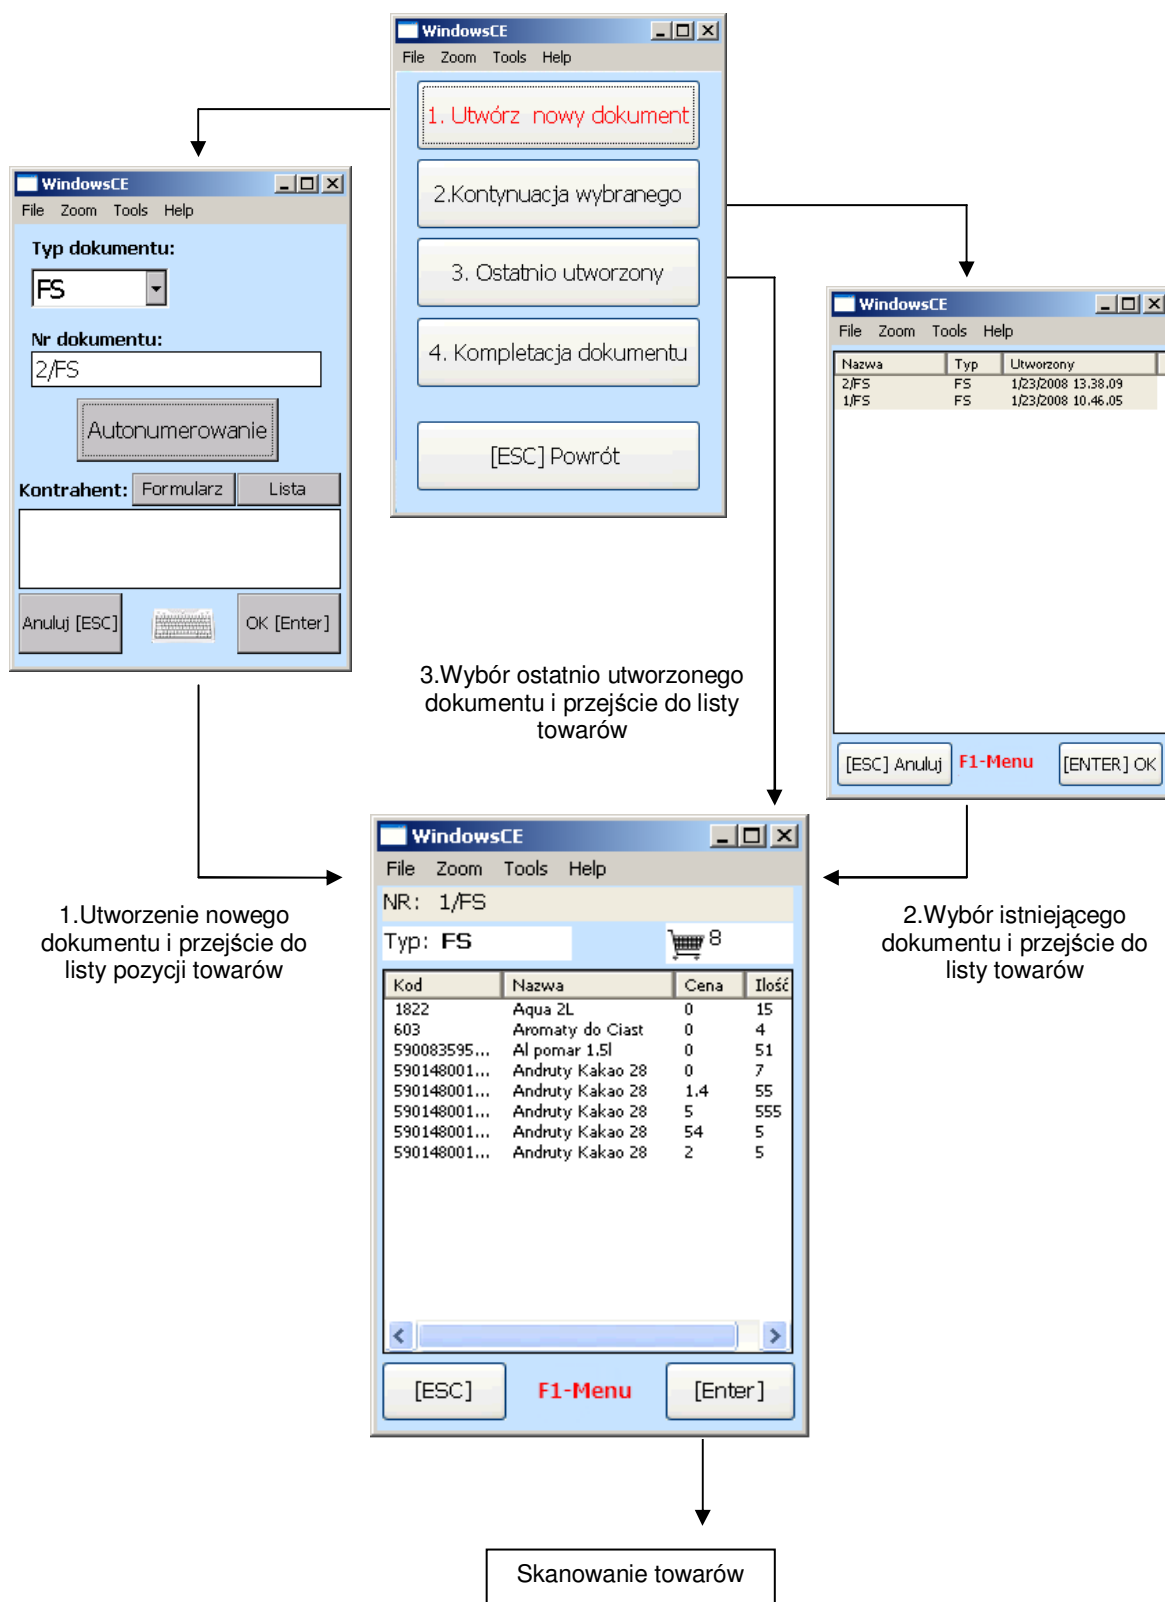 WindowsCE
File Zoom Tools Help
1. Utwórz nowy dokument
2.Kontynuacja wybranego
3. Ostatnio utworzony
4. Kompletacja dokumentu
[ESC] Powrót
WindowsCE
File Zoom Tools Help
Typ dokumentu:
FS
Nr dokumentu:
2/FS
Autonumerowanie
Kontrahent: Formularz Lista
Anuluj [ESC] OK [Enter]
WindowsCE
File Zoom Tools Help
Nazwa Typ Utworzony
2/FS FS 1/23/2008 13.38.09
1/FS FS 1/23/2008 10.46.05
[ESC] Anuluj F1-Menu [ENTER] OK
3.Wybór ostatnio utworzonego
dokumentu i przejście do listy
towarów
1.Utworzenie nowego
dokumentu i przejście do
listy pozycji towarów
2.Wybór istniejącego
dokumentu i przejście do
listy towarów
WindowsCE
File Zoom Tools Help
NR: 1/FS
Typ: FS 8
Kod Nazwa Cena Ilość
1822 Aqua 2L 0 15
603 Aromaty do Ciast 0 4
590083595... Al pomar 1.5l 0 51
590148001... Andruty Kakao 28 0 7
590148001... Andruty Kakao 28 1.4 55
590148001... Andruty Kakao 28 5 555
590148001... Andruty Kakao 28 54 5
590148001... Andruty Kakao 28 2 5
[ESC] F1-Menu [Enter]
Skanowanie towarów